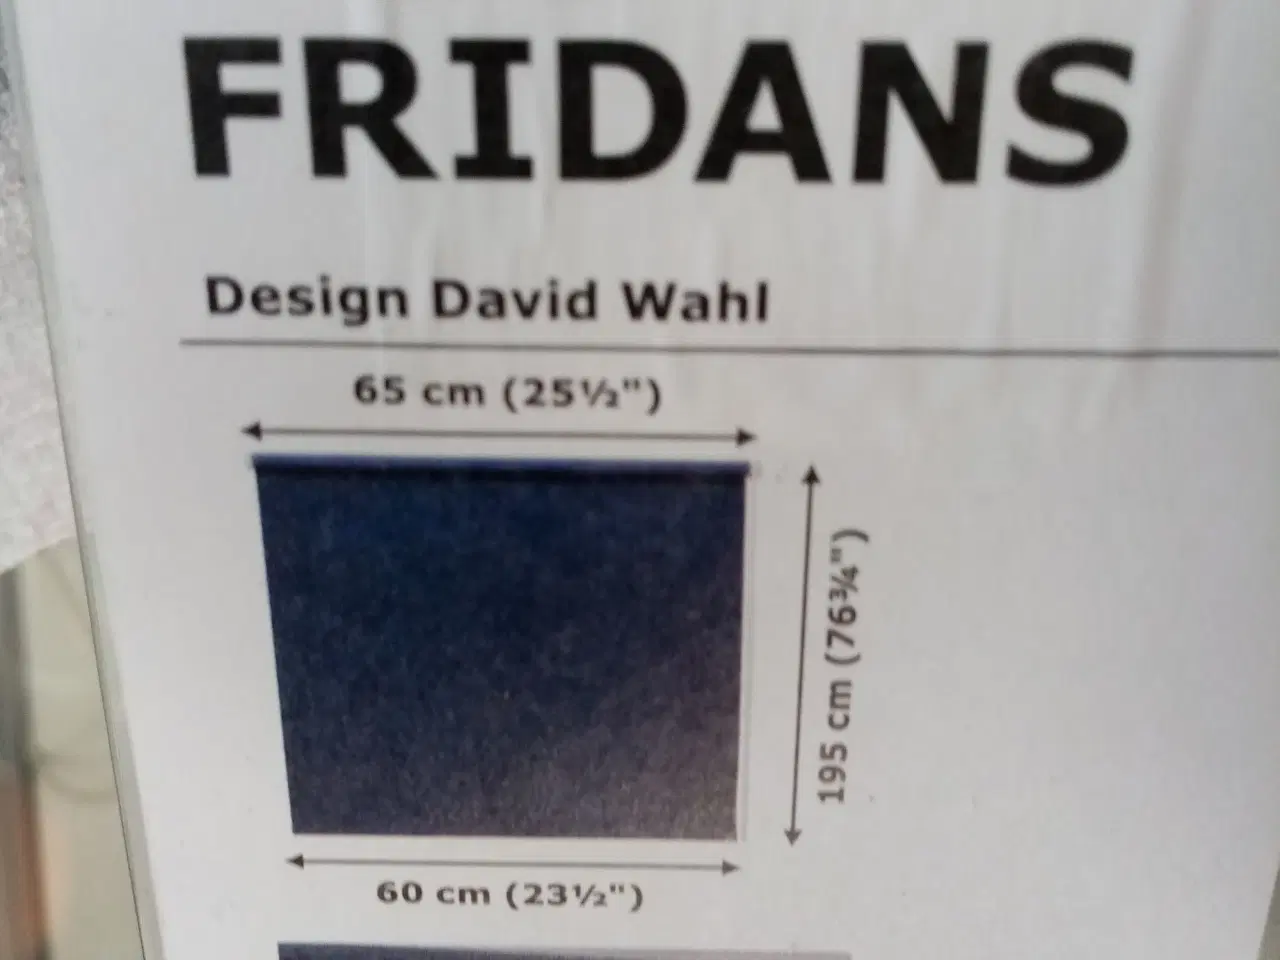 FRIDANS
Design David Wahl
65 cm (25½")
195 cm (76¾")
60 cm (23½")